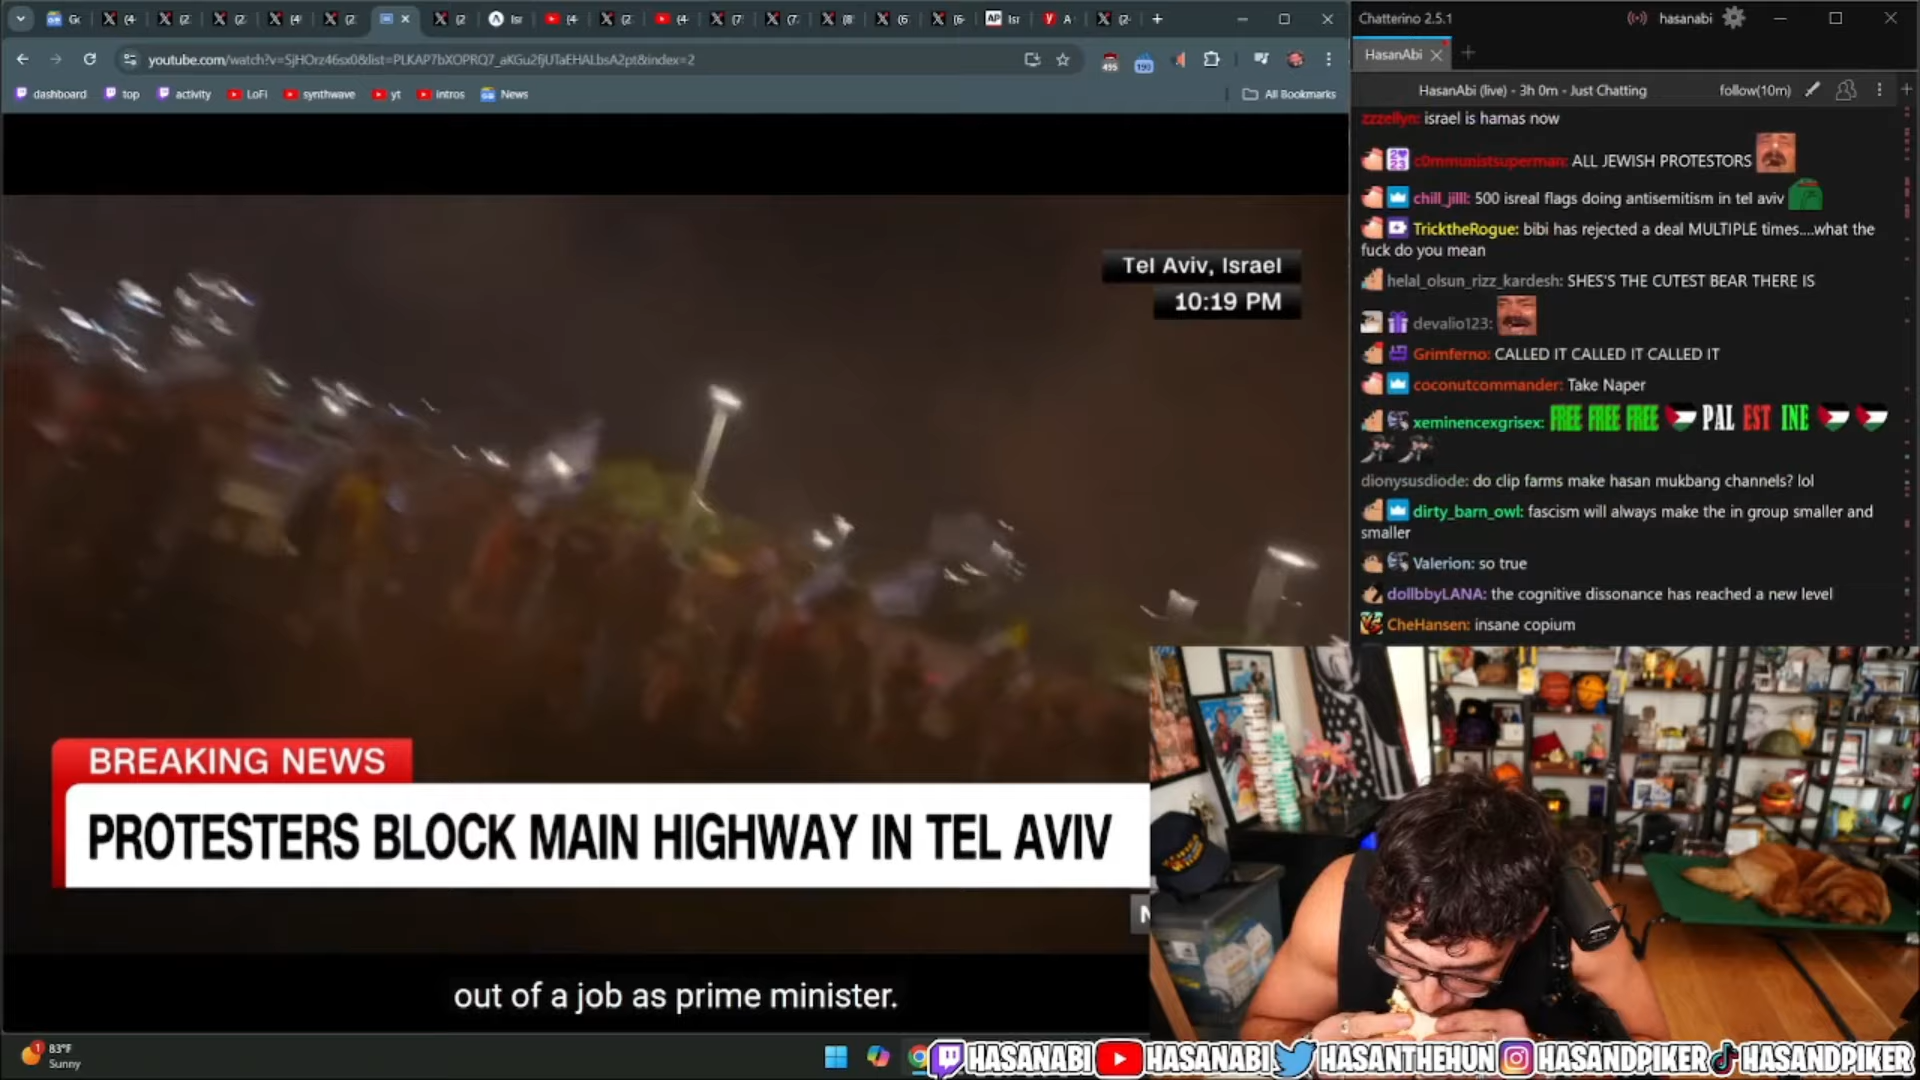 youtube.com/watch?v=SjHOrz46sx0&list=PLKAP7bXOPRQ7_aKGu2fjUTaEHALbsA2pt&index=2
495
190
dashboard
top
activity
LoFi
synthwave
yt
intros
News
All Bookmarks
Tel Aviv, Israel
10:19 PM
BREAKING NEWS
PROTESTERS BLOCK MAIN HIGHWAY IN TEL AVIV
out of a job as prime minister.
83°F
Sunny
Chatterino 2.5.1
hasanabi
HasanAbi
HasanAbi (live) - 3h 0m - Just Chatting
follow(10m)
zzzellyn: israel is hamas now
c0mmunistsuperman: ALL JEWISH PROTESTORS
chill_jilll: 500 isreal flags doing antisemitism in tel aviv
TricktheRogue: bibi has rejected a deal MULTIPLE times....what the
fuck do you mean
helal_olsun_rizz_kardesh: SHES'S THE CUTEST BEAR THERE IS
devalio123:
Grimferno: CALLED IT CALLED IT CALLED IT
coconutcommander: Take Naper
xeminencexgrisex: FREE FREE FREE PAL EST INE
dionysusdiode: do clip farms make hasan mukbang channels? lol
dirty_barn_owl: fascism will always make the in group smaller and
smaller
Valerion: so true
dollbbyLANA: the cognitive dissonance has reached a new level
CheHansen: insane copium
HASANABI HASANABI HASANTHEHUN HASANDPIKER HASANDPIKER